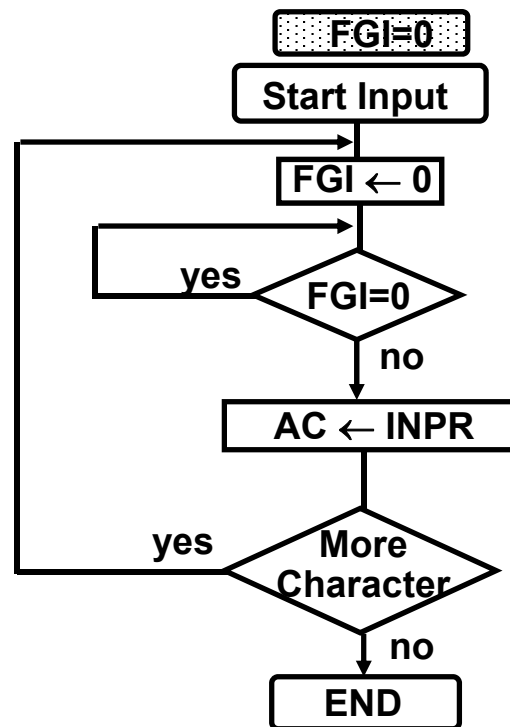 FGI=0
Start Input
FGI ← 0
yes
FGI=0
no
AC ← INPR
yes
More
Character
no
END